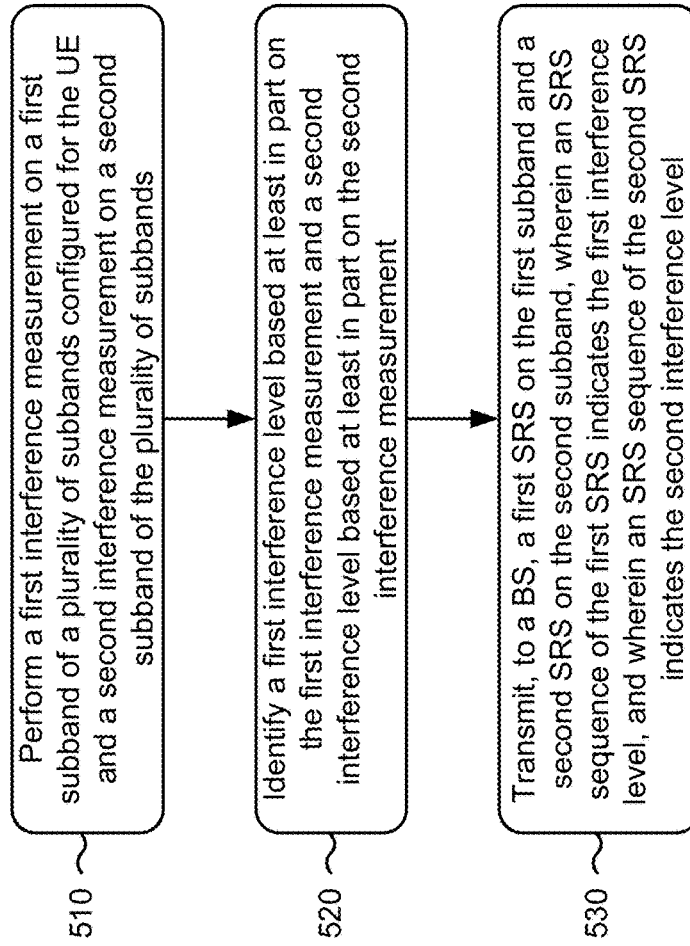 510
Perform a first interference measurement on a first
subband of a plurality of subbands configured for the UE
and a second interference measurement on a second
subband of the plurality of subbands
520
Identify a first interference level based at least in part on
the first interference measurement and a second
interference level based at least in part on the second
interference measurement
530
Transmit, to a BS, a first SRS on the first subband and a
second SRS on the second subband, wherein an SRS
sequence of the first SRS indicates the first interference
level, and wherein an SRS sequence of the second SRS
indicates the second interference level